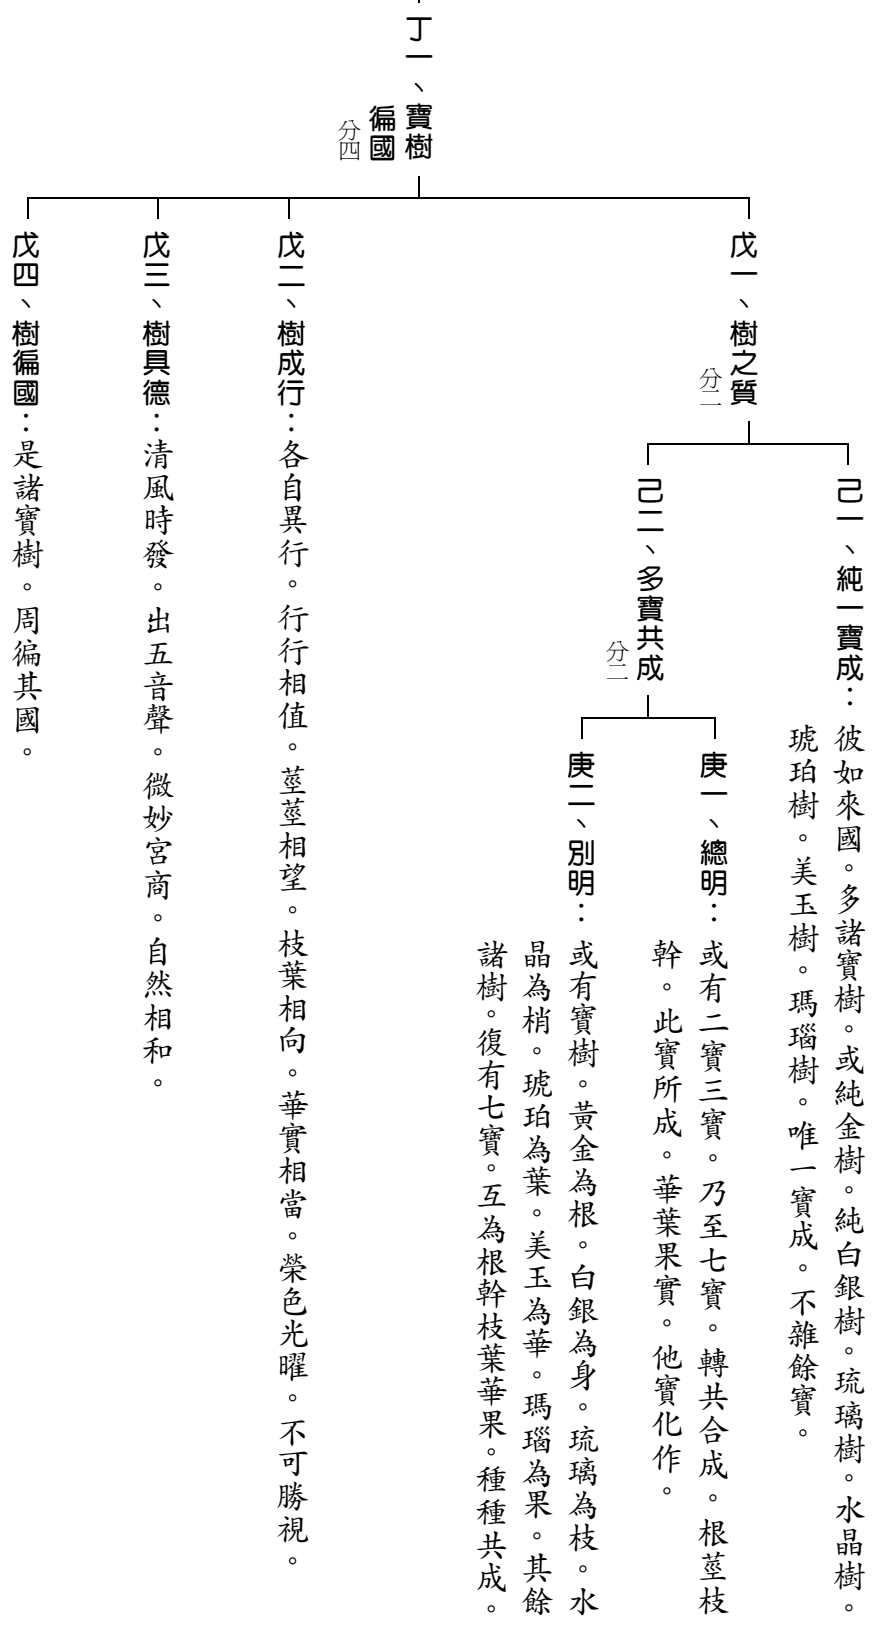 丁一、寶樹
徧國
分四
戊一、樹之質
分二
己一、純一寶成：
彼如來國。多諸寶樹。或純金樹。純白銀樹。琉璃樹。水晶樹。
琥珀樹。美玉樹。瑪瑙樹。唯一寶成。不雜餘寶。
己二、多寶共成
分二
庚一、總明：
或有二寶三寶。乃至七寶。轉共合成。根莖枝
幹。此寶所成。華葉果實。他寶化作。
庚二、別明：
或有寶樹。黃金為根。白銀為身。琉璃為枝。水
晶為梢。琥珀為葉。美玉為華。瑪瑙為果。其餘
諸樹。復有七寶。互為根幹枝葉華果。種種共成。
戊二、樹成行：各自異行。行行相值。莖莖相望。枝葉相向。華實相當。榮色光曜。不可勝視。
戊三、樹具德：清風時發。出五音聲。微妙宮商。自然相和。
戊四、樹徧國：是諸寶樹。周徧其國。